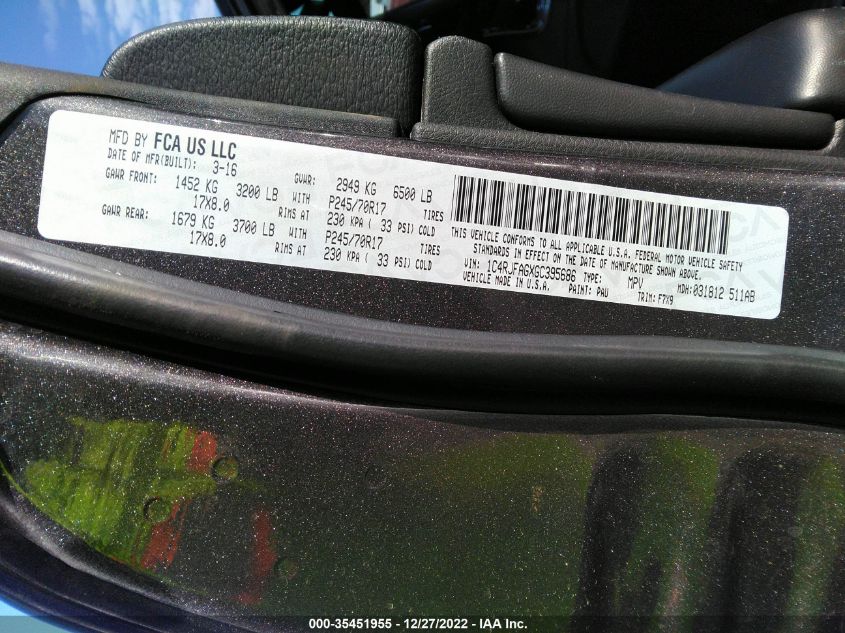 MFD BY FCA US LLC
DATE OF MFR(BUILT): 3-16 GVWR: 2949 KG 6500 LB
GAWR FRONT: 1452 KG 3200 LB WITH P245/70R17 TIRES
17X8.0 RIMS AT 230 KPA ( 33 PSI) COLD
GAWR REAR: 1679 KG 3700 LB WITH P245/70R17 TIRES
17X8.0 RIMS AT 230 KPA ( 33 PSI) COLD
THIS VEHICLE CONFORMS TO ALL APPLICABLE U.S.A. FEDERAL MOTOR VEHICLE SAFETY
STANDARDS IN EFFECT ON THE DATE OF MANUFACTURE SHOWN ABOVE.
VIN: 1C4RJFAGXGC395686 TYPE: MPV MDH: 031812 511AB
VEHICLE MADE IN U.S.A. PAINT: PAU TRIM: F7X9
000-35451955 - 12/27/2022 - IAA Inc.